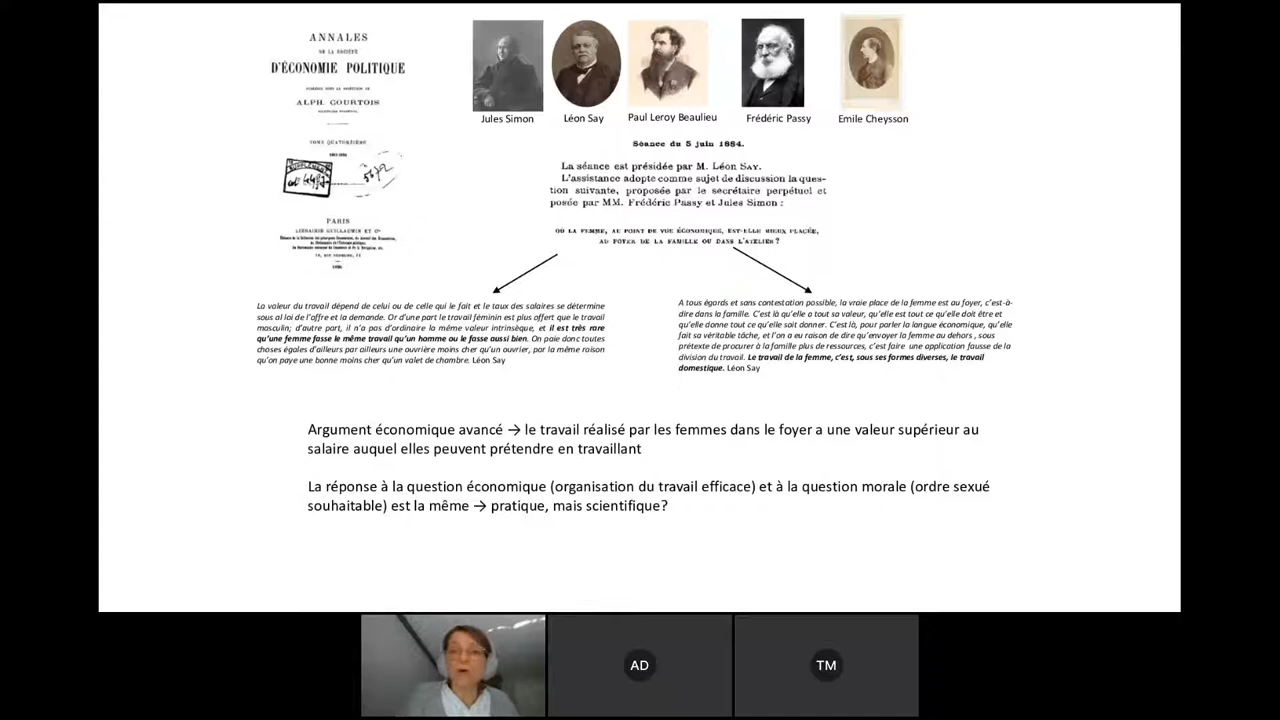 ANNALES
DE LA SOCIÉTÉ
D'ÉCONOMIE POLITIQUE
ALPH. COURTOIS
TOME QUATORZIÈME
PARIS
LIBRAIRIE GUILLAUMIN ET Cie
Jules Simon
Léon Say
Paul Leroy Beaulieu
Frédéric Passy
Emile Cheysson
Séance du 5 juin 1884.
La séance est présidée par M. Léon SAY.
L'assistance adopte comme sujet de discussion la ques-
tion suivante, proposée par le secrétaire perpétuel et
posée par MM. Frédéric Passy et Jules Simon :
OÙ LA FEMME, AU POINT DE VUE ÉCONOMIQUE, EST-ELLE MIEUX PLACÉE,
AU FOYER DE LA FAMILLE OU DANS L'ATELIER ?
La valeur du travail dépend de celui ou de celle qui le fait et le taux des salaires se détermine
sous al loi de l'offre et la demande. Or d'une part le travail féminin est plus offert que le travail
masculin; d'autre part, il n'a pas d'ordinaire la même valeur intrinsèque, et il est très rare
qu'une femme fasse le même travail qu'un homme ou le fasse aussi bien. On paie donc toutes
choses égales d'ailleurs par ailleurs une ouvrière moins cher qu'un ouvrier, par la même raison
qu'on paye une bonne moins cher qu'un valet de chambre. Léon Say
A tous égards et sans contestation possible, la vraie place de la femme est au foyer, c'est-à-
dire dans la famille. C'est là qu'elle a tout sa valeur, qu'elle est tout ce qu'elle doit être et
qu'elle donne tout ce qu'elle sait donner. C'est là, pour parler la langue économique, qu'elle
fait sa véritable tâche, et l'on a eu raison de dire qu'envoyer la femme au dehors , sous
prétexte de procurer à la famille plus de ressources, c'est faire une application fausse de la
division du travail. Le travail de la femme, c'est, sous ses formes diverses, le travail
domestique. Léon Say
Argument économique avancé → le travail réalisé par les femmes dans le foyer a une valeur supérieur au
salaire auquel elles peuvent prétendre en travaillant
La réponse à la question économique (organisation du travail efficace) et à la question morale (ordre sexué
souhaitable) est la même → pratique, mais scientifique?
AD
TM